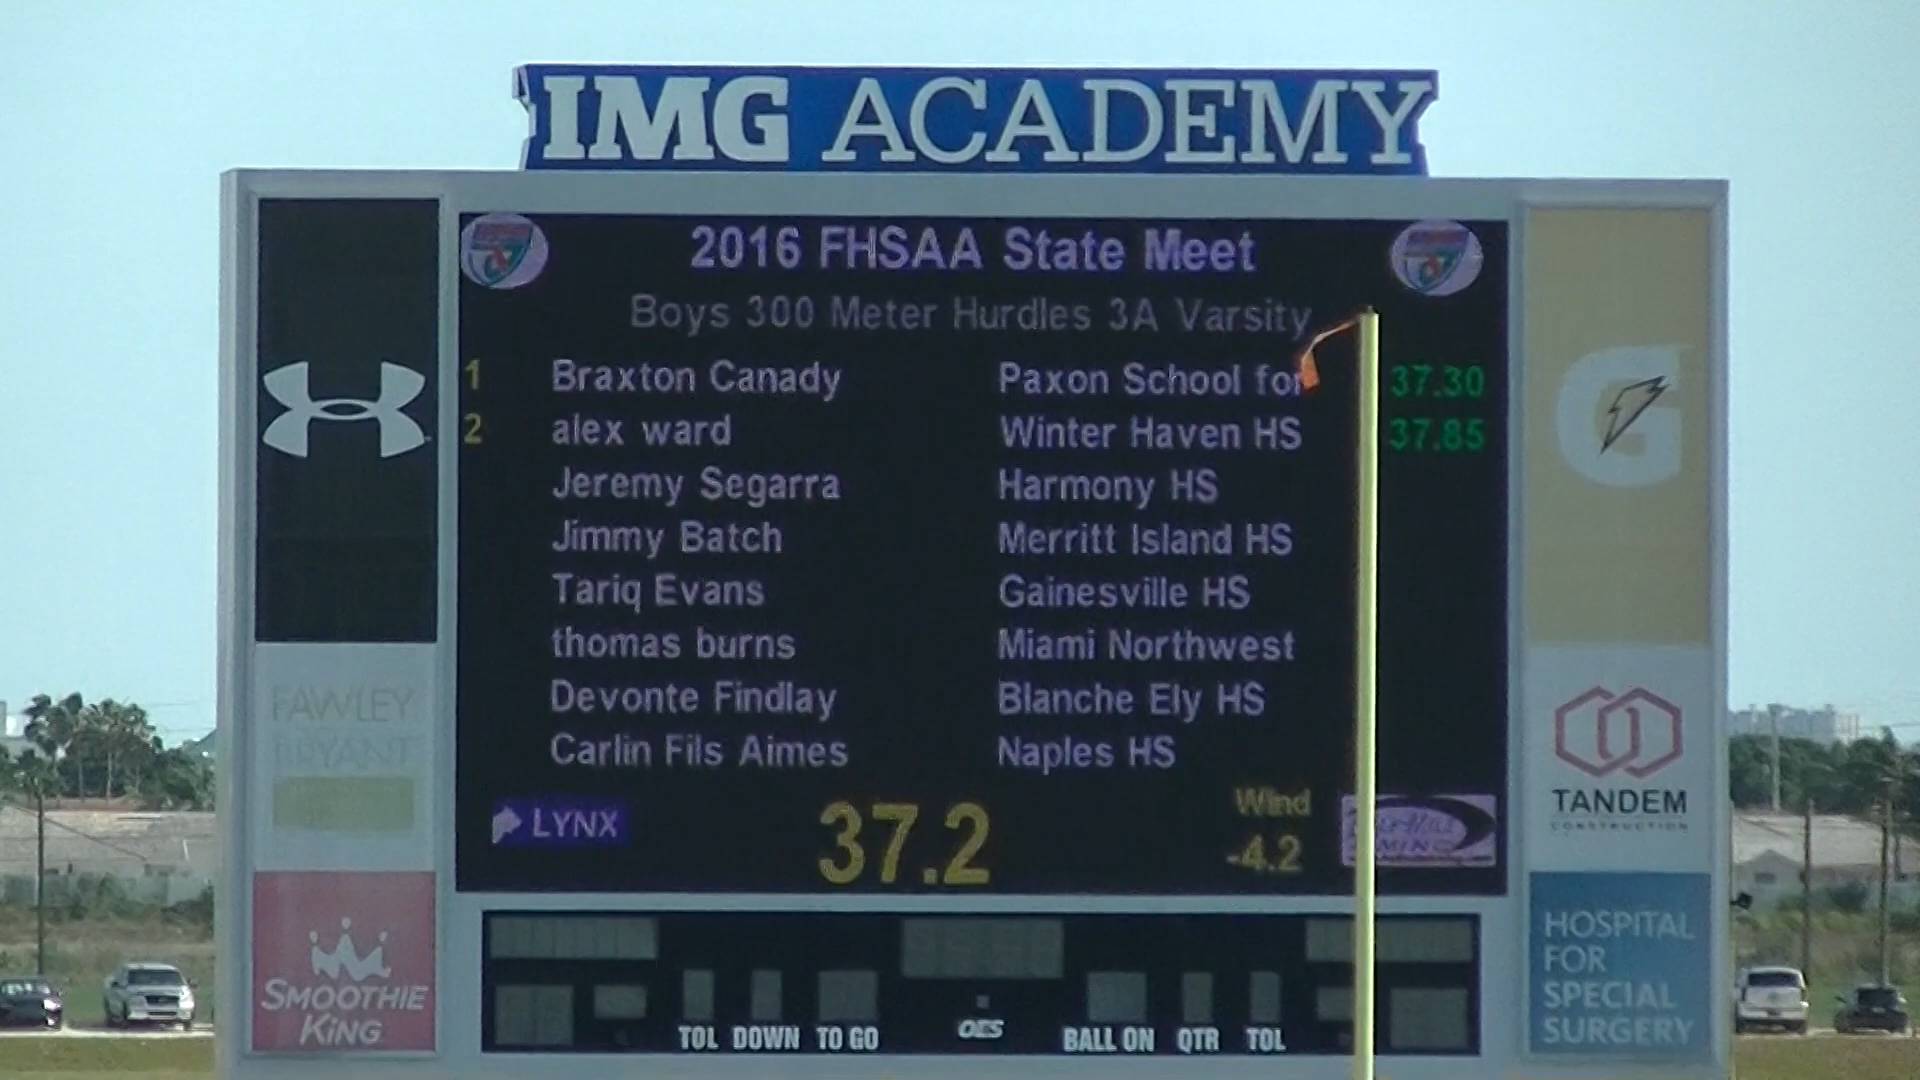 IMG ACADEMY
2016 FHSAA State Meet
Boys 300 Meter Hurdles 3A Varsity
1 Braxton Canady Paxon School for 37.30
2 alex ward Winter Haven HS 37.85
Jeremy Segarra Harmony HS
Jimmy Batch Merritt Island HS
Tariq Evans Gainesville HS
thomas burns Miami Northwest
Devonte Findlay Blanche Ely HS
Carlin Fils Aimes Naples HS
LYNX 37.2 Wind -4.2
FAWLEY
BRYANT
SMOOTHIE
KING
G
TANDEM
CONSTRUCTION
HOSPITAL
FOR
SPECIAL
SURGERY
TOL DOWN TO GO OES BALL ON QTR TOL